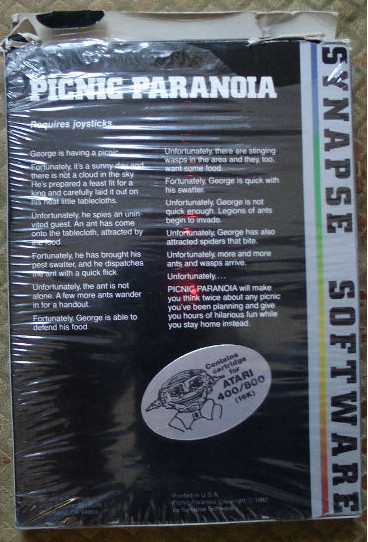 PICNIC PARANOIA
Requires joysticks
George is having a picnic.
Fortunately, it's a sunny day and
there is not a cloud in the sky.
He's prepared a feast fit for a
king and carefully laid it out on
his neat little tablecloths.
Unfortunately, he spies an unin
vited guest. An ant has come
onto the tablecloth, attracted by
the food.
Fortunately, he has brought his
pest swatter, and he dispatches
the ant with a quick flick.
Unfortunately, the ant is not
alone. A few more ants wander
in for a handout.
Fortunately, George is able to
defend his food
Unfortunately, there are stinging
wasps in the area and they, too,
want some food.
Fortunately, George is quick with
his swatter.
Unfortunately, George is not
quick enough. Legions of ants
begin to invade.
Unfortunately, George has also
attracted spiders that bite.
Unfortunately, more and more
ants and wasps arrive.
Unfortunately,...
PICNIC PARANOIA will make
you think twice about any picnic
you've been planning and give
you hours of hilarious fun while
you stay home instead.
Contains
cartridge
for
ATARI
400/800
(16K)
Printed in U.S.A.
Picnic Paranoia Copyright © 1982
by Synapse Software
CA 94804
SYNAPSE SOFTWARE